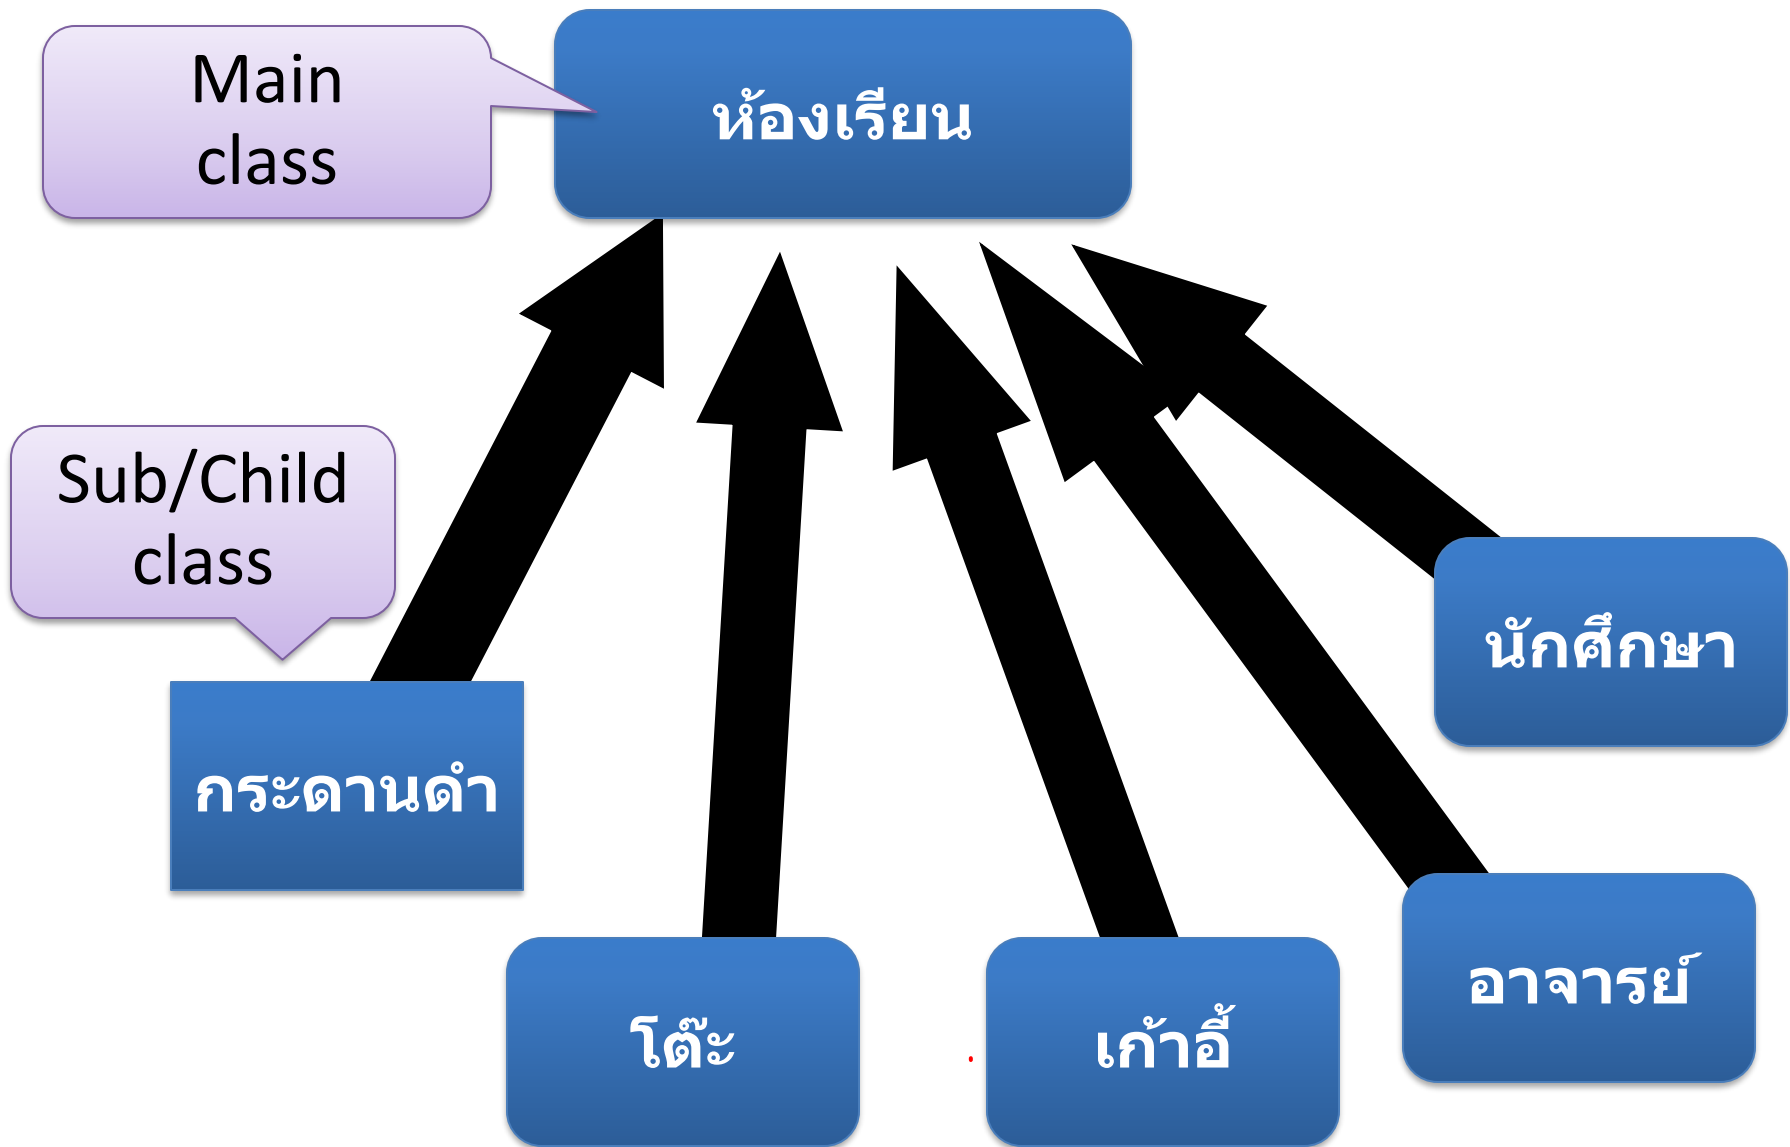 Main
class
ห้องเรียน
Sub/Child
class
นักศึกษา
กระดานดำ
อาจารย์
โต๊ะ
เก้าอี้